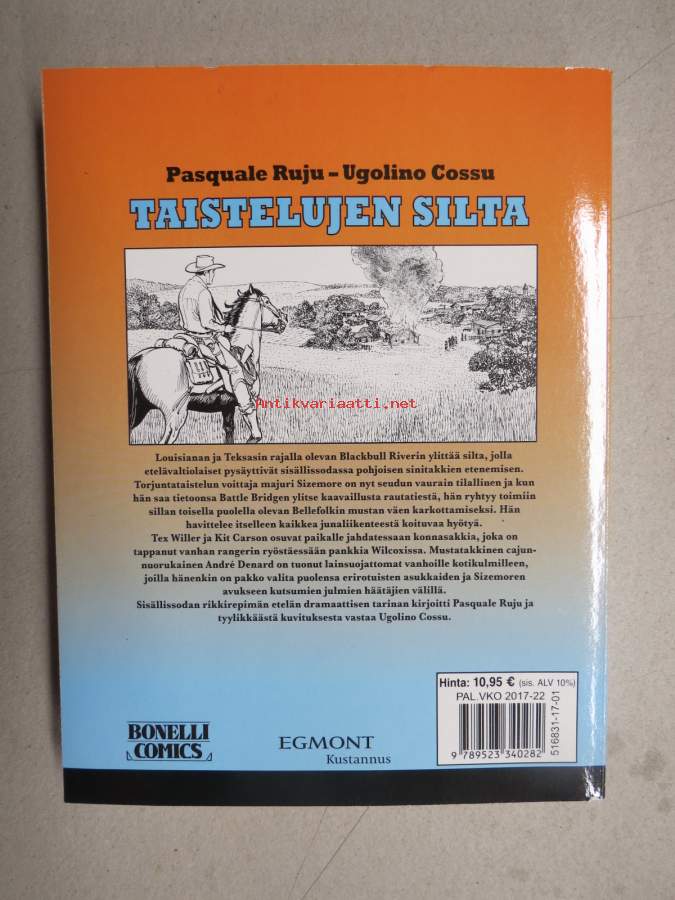 Pasquale Ruju – Ugolino Cossu
TAISTELUJEN SILTA
Antikvariaatti.net
Louisianan ja Teksasin rajalla olevan Blackbull Riverin ylittää silta, jolla
etelävaltiolaiset pysäyttivät sisällissodassa pohjoisen sinitakkien etenemisen.
Torjuntataistelun voittaja majuri Sizemore on nyt seudun vaurain tilallinen ja kun
hän saa tietoonsa Battle Bridgen ylitse kaavaillusta rautatiestä, hän ryhtyy toimiin
sillan toisella puolella olevan Bellefolkin mustan väen karkottamiseksi. Hän
havittelee itselleen kaikkea junaliikenteestä koituvaa hyötyä.
Tex Willer ja Kit Carson osuvat paikalle jahdatessaan konnasakkia, joka on
tappanut vanhan rangerin ryöstäessään pankkia Wilcoxissa. Mustatakkinen cajun-
nuorukainen André Denard on tuonut lainsuojattomat vanhoille kotikulmilleen,
joilla hänenkin on pakko valita puolensa erirotuisten asukkaiden ja Sizemoren
avukseen kutsumien julmien häätäjien välillä.
Sisällissodan rikkirepimän etelän dramaattisen tarinan kirjoitti Pasquale Ruju ja
tyylikkäästä kuvituksesta vastaa Ugolino Cossu.
Hinta: 10,95 € (sis. ALV 10%)
PAL.VKO 2017-22
9 789523 340282
516831-17-01
BONELLI
COMICS
EGMONT
Kustannus